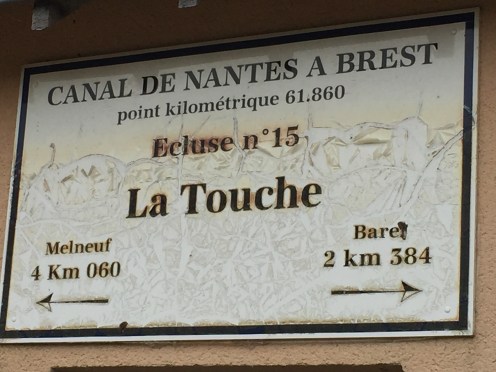 CANAL DE NANTES A BREST
point kilométrique 61.860
Ecluse n°15
La Touche
Melneuf
4 Km 060
Barel
2 km 384